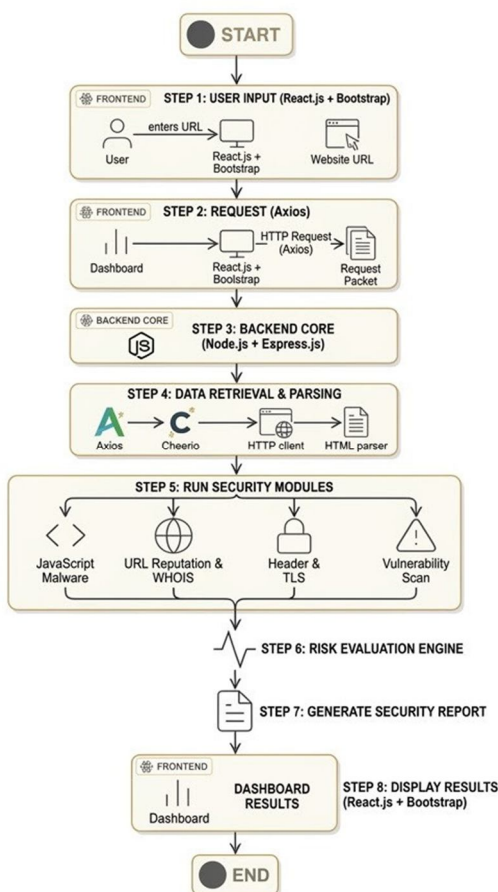 START
FRONTEND
STEP 1: USER INPUT (React.js + Bootstrap)
enters URL
User
React.js +
Bootstrap
Website URL
FRONTEND
STEP 2: REQUEST (Axios)
HTTP Request
(Axios)
Dashboard
React.js +
Boolstrap
Request
Packet
BACKEND CORE
JS
STEP 3: BACKEND CORE
(Node.js + Express.js)
STEP 4: DATA RETRIEVAL & PARSING
A
C
Axios
Cheerio
HTTP client
HTML parser
STEP 5: RUN SECURITY MODULES
JavaScript
Malware
URL Reputation &
WHOIS
Header &
TLS
Vulnerability
Scan
STEP 6: RISK EVALUATION ENGINE
STEP 7: GENERATE SECURITY REPORT
FRONTEND
Dashboard
DASHBOARD
RESULTS
STEP 8: DISPLAY RESULTS
(React.js + Bootstrap)
END